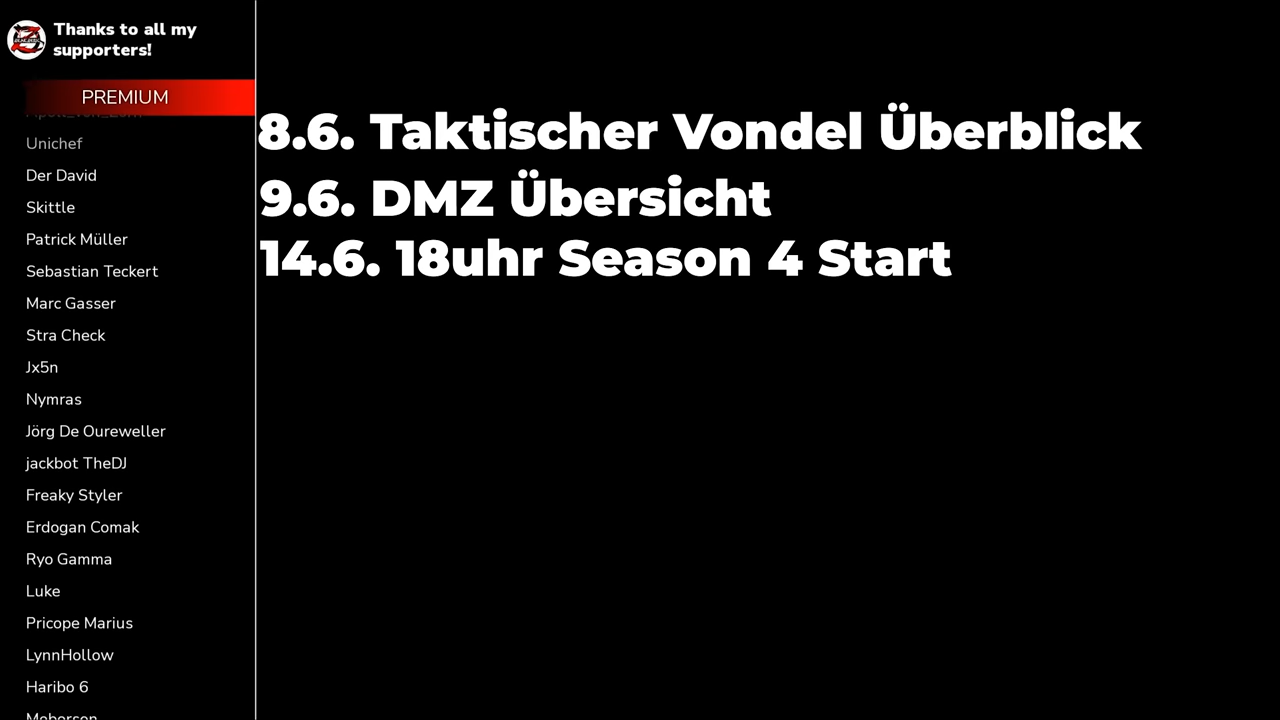 Thanks to all my
supporters!
PREMIUM
Unichef
Der David
Skittle
Patrick Müller
Sebastian Teckert
Marc Gasser
Stra Check
Jx5n
Nymras
Jörg De Oureweller
jackbot TheDJ
Freaky Styler
Erdogan Comak
Ryo Gamma
Luke
Pricope Marius
LynnHollow
Haribo 6
8.6. Taktischer Vondel Überblick
9.6. DMZ Übersicht
14.6. 18uhr Season 4 Start